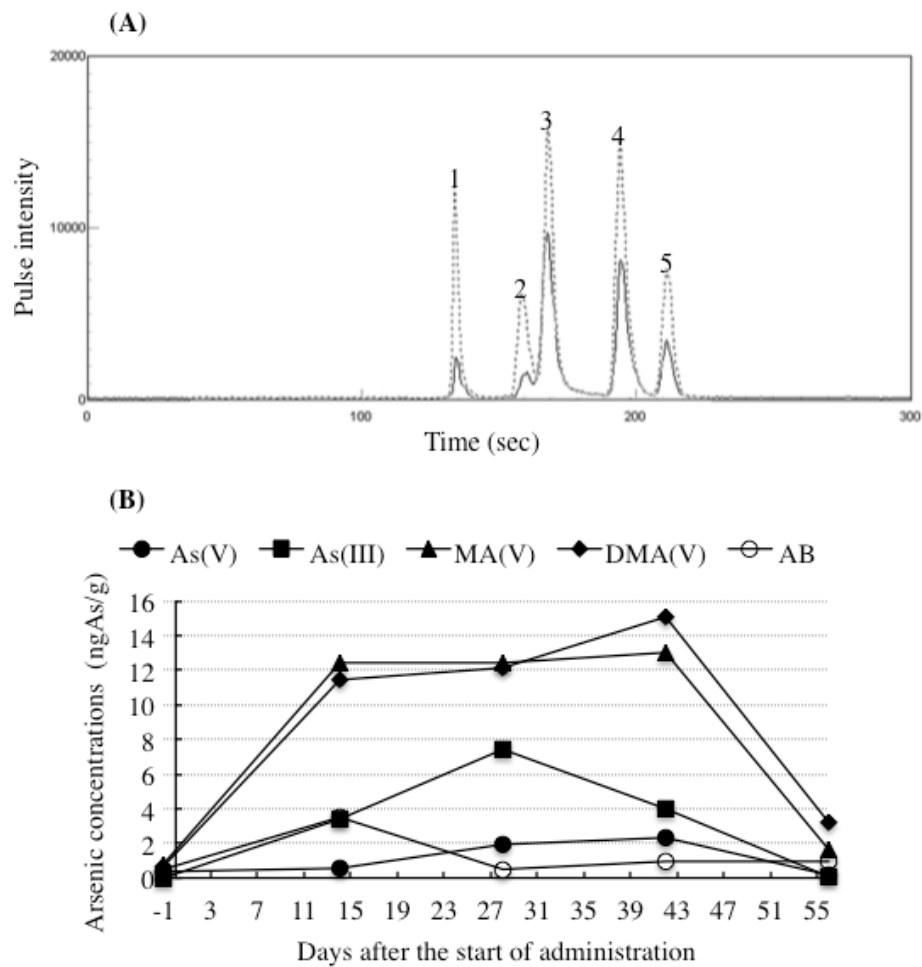 (A)
20000
10000
0
Pulse intensity
1
2
3
4
5
0
100
200
300
Time (sec)
(B)
As(V) As(III) MA(V) DMA(V) AB
Arsenic concentrations (ngAs/g)
16
14
12
10
8
6
4
2
0
-1 3 7 11 15 19 23 27 31 35 39 43 47 51 55
Days after the start of administration